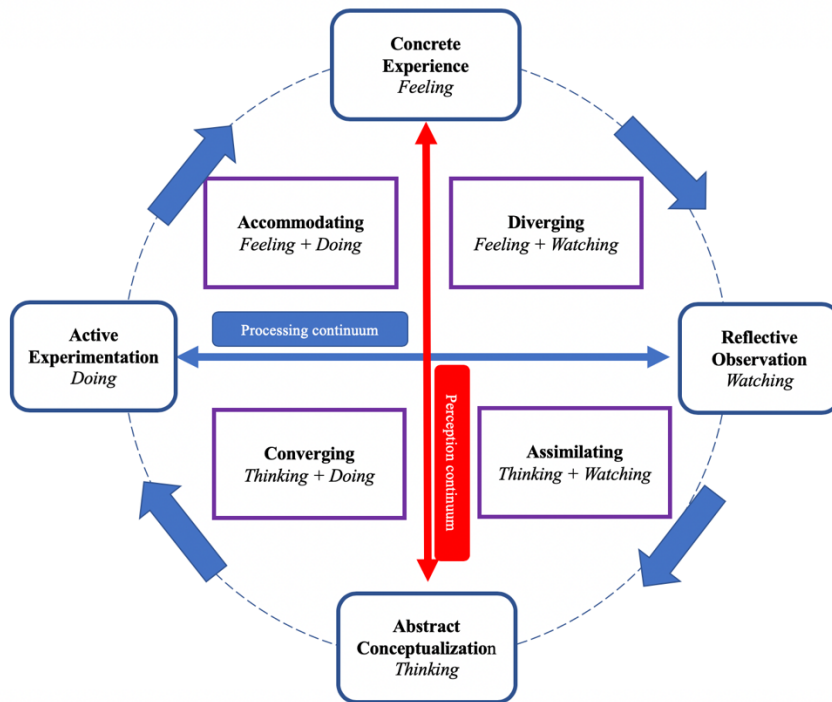 Concrete
Experience
Feeling
Accommodating
Feeling + Doing
Diverging
Feeling + Watching
Processing continuum
Active
Experimentation
Doing
Reflective
Observation
Watching
Perception continuum
Converging
Thinking + Doing
Assimilating
Thinking + Watching
Abstract
Conceptualization
Thinking